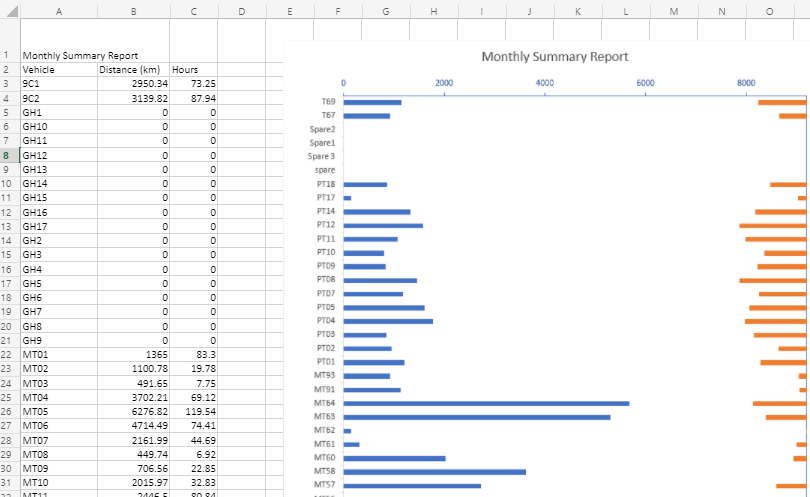 A B C D E F G H I J K L M N O
1 Monthly Summary Report
2 Vehicle Distance (km) Hours
3 9C1 2950.34 73.25
4 9C2 3139.82 87.94
5 GH1 0 0
6 GH10 0 0
7 GH11 0 0
8 GH12 0 0
9 GH13 0 0
10 GH14 0 0
11 GH15 0 0
12 GH16 0 0
13 GH17 0 0
14 GH2 0 0
15 GH3 0 0
16 GH4 0 0
17 GH5 0 0
18 GH6 0 0
19 GH7 0 0
20 GH8 0 0
21 GH9 0 0
22 MT01 1365 83.3
23 MT02 1100.78 19.78
24 MT03 491.65 7.75
25 MT04 3702.21 69.12
26 MT05 6276.82 119.54
27 MT06 4714.49 74.41
28 MT07 2161.99 44.69
29 MT08 449.74 6.92
30 MT09 706.56 22.85
31 MT10 2015.97 32.83
MT11 2446.5 80.84
Monthly Summary Report
0 2000 4000 6000 8000
T69
T67
Spare2
Spare1
Spare 3
spare
PT18
PT17
PT14
PT12
PT11
PT10
PT09
PT08
PT07
PT05
PT04
PT03
PT02
PT01
MT93
MT91
MT64
MT63
MT62
MT61
MT60
MT58
MT57